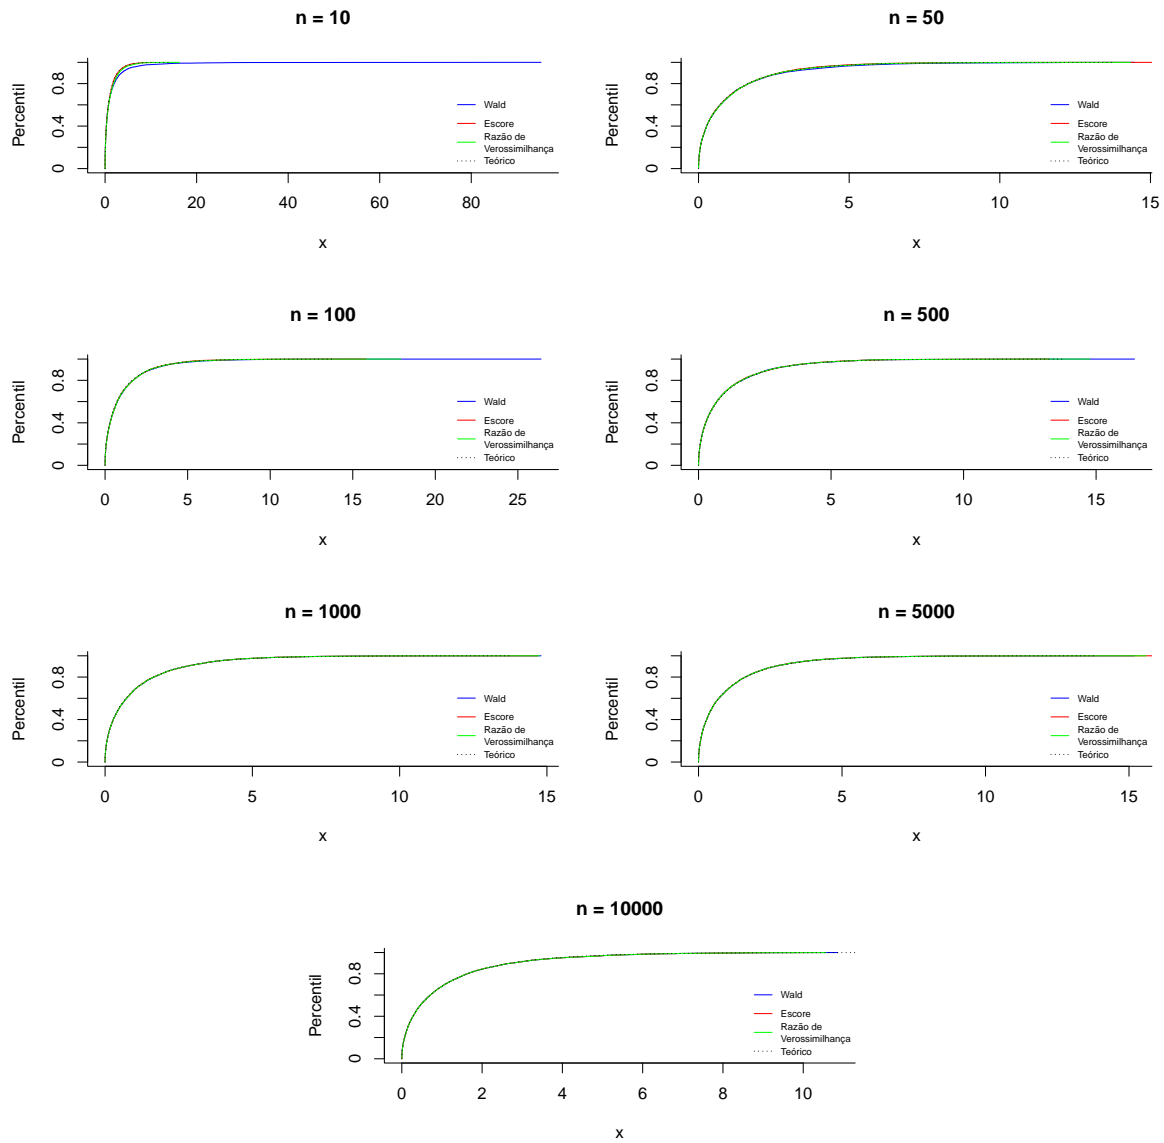 n = 10
Percentil
0 0.4 0.8
Wald
Escore
Razão de
Verossimilhança
Teórico
0 20 40 60 80
x
n = 50
Percentil
0 0.4 0.8
Wald
Escore
Razão de
Verossimilhança
Teórico
0 5 10 15
x
n = 100
Percentil
0 0.4 0.8
Wald
Escore
Razão de
Verossimilhança
Teórico
0 5 10 15 20 25
x
n = 500
Percentil
0 0.4 0.8
Wald
Escore
Razão de
Verossimilhança
Teórico
0 5 10 15
x
n = 1000
Percentil
0 0.4 0.8
Wald
Escore
Razão de
Verossimilhança
Teórico
0 5 10 15
x
n = 5000
Percentil
0 0.4 0.8
Wald
Escore
Razão de
Verossimilhança
Teórico
0 5 10 15
x
n = 10000
Percentil
0 0.4 0.8
Wald
Escore
Razão de
Verossimilhança
Teórico
0 2 4 6 8 10
x